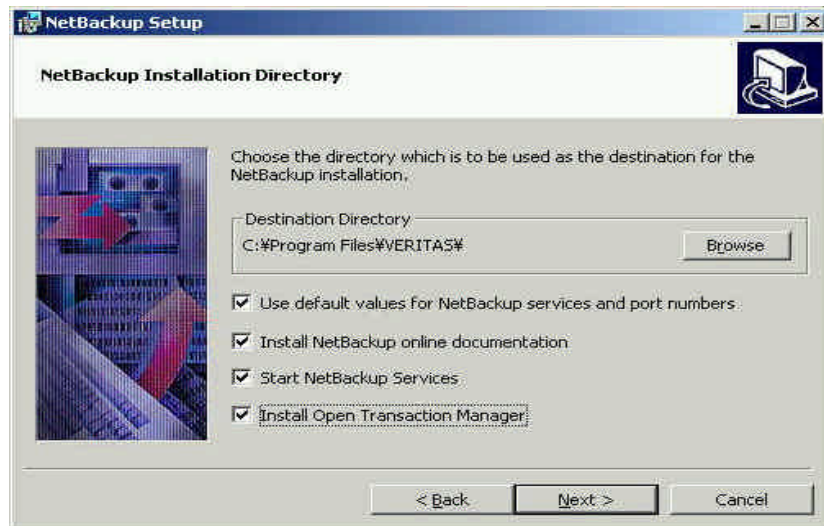 NetBackup Setup
NetBackup Installation Directory
Choose the directory which is to be used as the destination for the
NetBackup installation.
Destination Directory
C:¥Program Files¥VERITAS¥
Browse
Use default values for NetBackup services and port numbers
Install NetBackup online documentation
Start NetBackup Services
Install Open Transaction Manager
< Back
Next >
Cancel